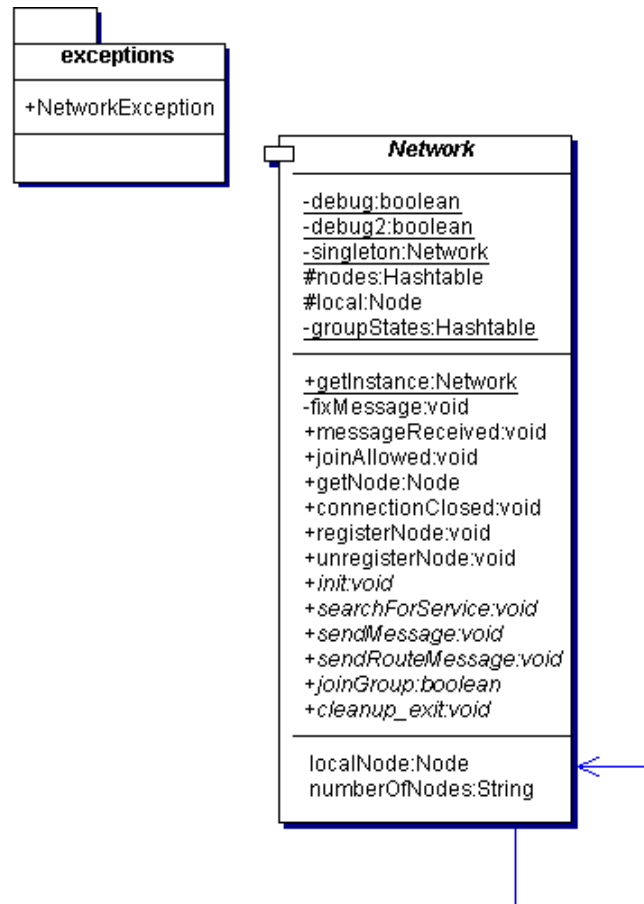 exceptions
+NetworkException
Network
-debug:boolean
-debug2:boolean
-singleton:Network
#nodes:Hashtable
#local:Node
-groupStates:Hashtable
+getInstance:Network
-fixMessage:void
+messageReceived:void
+joinAllowed:void
+getNode:Node
+connectionClosed:void
+registerNode:void
+unregisterNode:void
+init:void
+searchForService:void
+sendMessage:void
+sendRouteMessage:void
+joinGroup:boolean
+cleanup_exit:void
localNode:Node
numberOfNodes:String